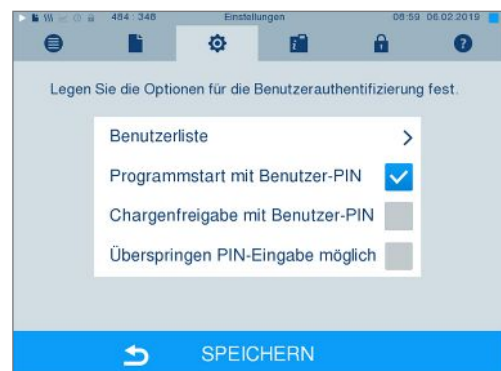 484 : 346 Einstellungen 08:59 06.02.2019
Legen Sie die Optionen für die Benutzerauthentifizierung fest.
Benutzerliste
Programmstart mit Benutzer-PIN
Chargenfreigabe mit Benutzer-PIN
Überspringen PIN-Eingabe möglich
SPEICHERN